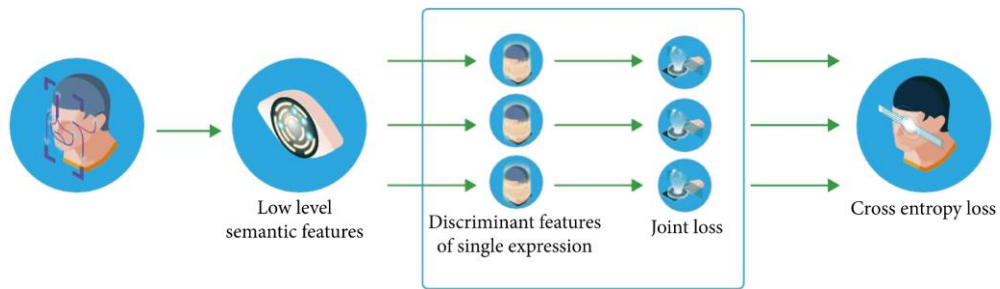 Low level
semantic features
Discriminant features
of single expression
Joint loss
Cross entropy loss